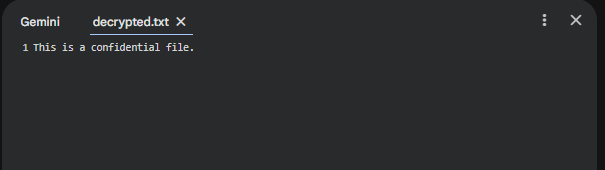 Gemini decrypted.txt
1 This is a confidential file.